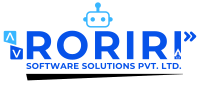 RORIRI
SOFTWARE SOLUTIONS PVT. LTD.